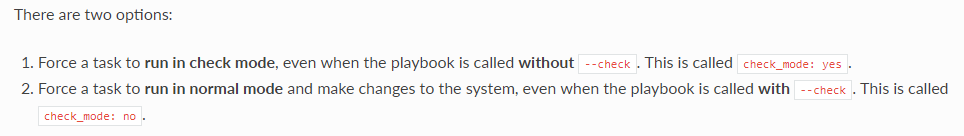 There are two options:
1. Force a task to run in check mode, even when the playbook is called without --check . This is called check_mode: yes .
2. Force a task to run in normal mode and make changes to the system, even when the playbook is called with --check . This is called
check_mode: no .